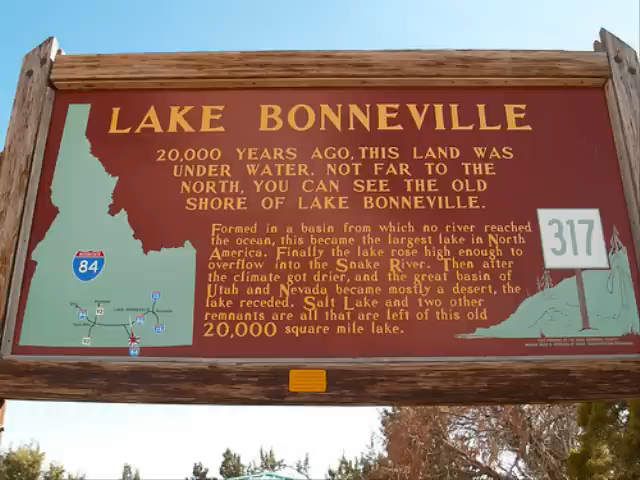 LAKE BONNEVILLE
20,000 YEARS AGO, THIS LAND WAS
UNDER WATER. NOT FAR TO THE
NORTH, YOU CAN SEE THE OLD
SHORE OF LAKE BONNEVILLE.
Formed in a basin from which no river reached
the ocean, this became the largest lake in North
America. Finally the lake rose high enough to
overflow into the Snake River. Then after
the climate got drier, and the great basin of
Utah and Nevada became mostly a desert, the
lake receded. Salt Lake and two other
remnants are all that are left of this old
20,000 square mile lake.
317
INTERSTATE
84